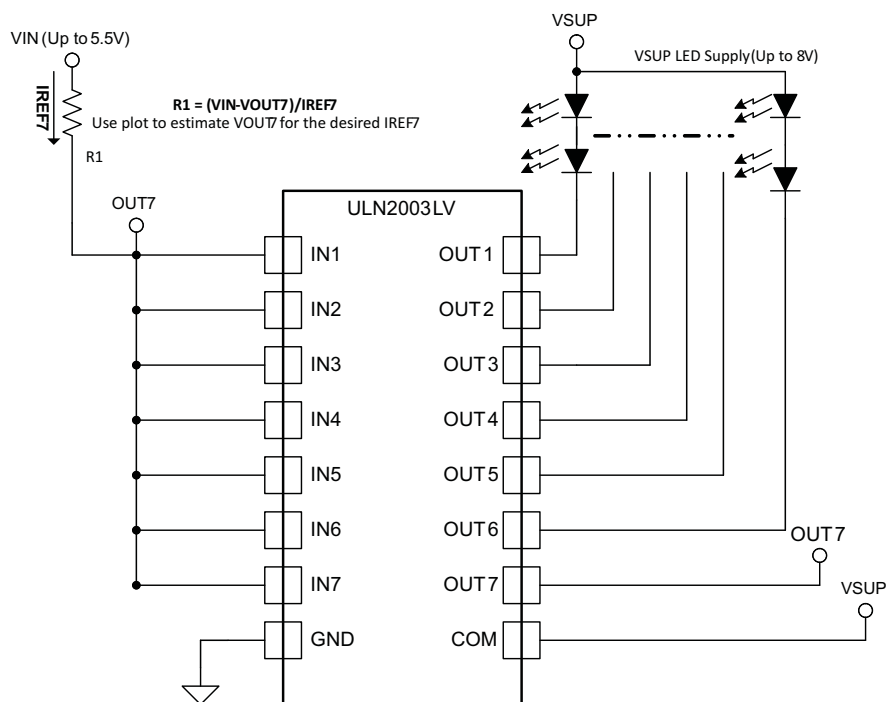 VSUP
VIN (Up to 5.5V)
VSUP LED Supply(Up to 8V)
IREF7
R1 = (VIN-VOUT7)/IREF7
Use plot to estimate VOUT7 for the desired IREF7
R1
OUT7
ULN2003LV
IN1
OUT1
IN2
OUT2
IN3
OUT3
IN4
OUT4
IN5
OUT5
IN6
OUT6
OUT7
IN7
OUT7
VSUP
GND
COM